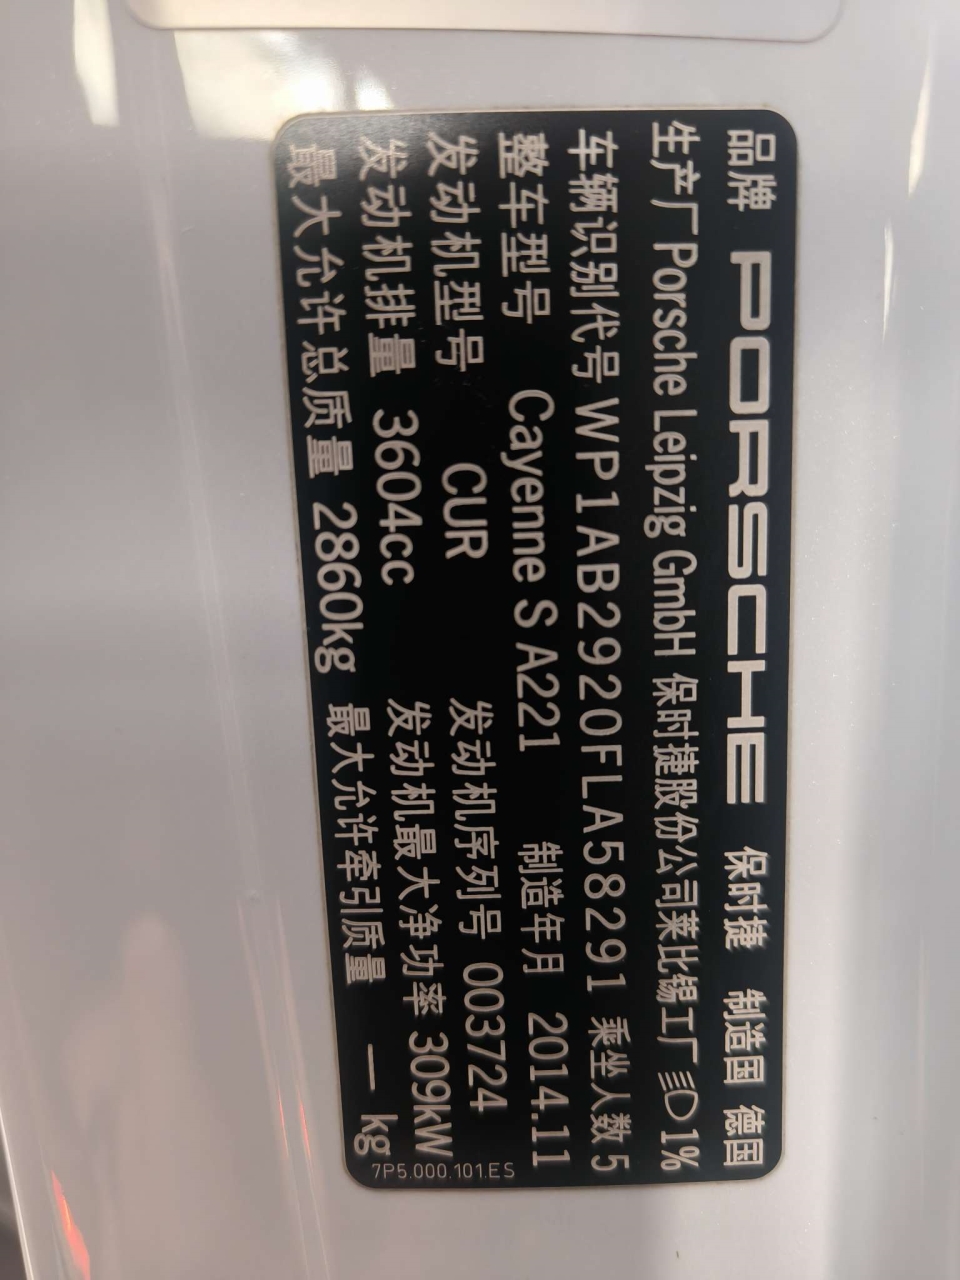 品牌 PORSCHE 保时捷 制造国 德国
生产厂 Porsche Leipzig GmbH 保时捷股份公司莱比锡工厂 1%
车辆识别代号 WP1AB2920FLA58291 乘坐人数 5
整车型号 Cayenne S A221 制造年月 2014.11
发动机型号 CUR 发动机序列号 003724
发动机排量 3604cc 发动机最大净功率 309kW
最大允许总质量 2860kg 最大允许牵引质量 — kg
7P5.000.101.ES